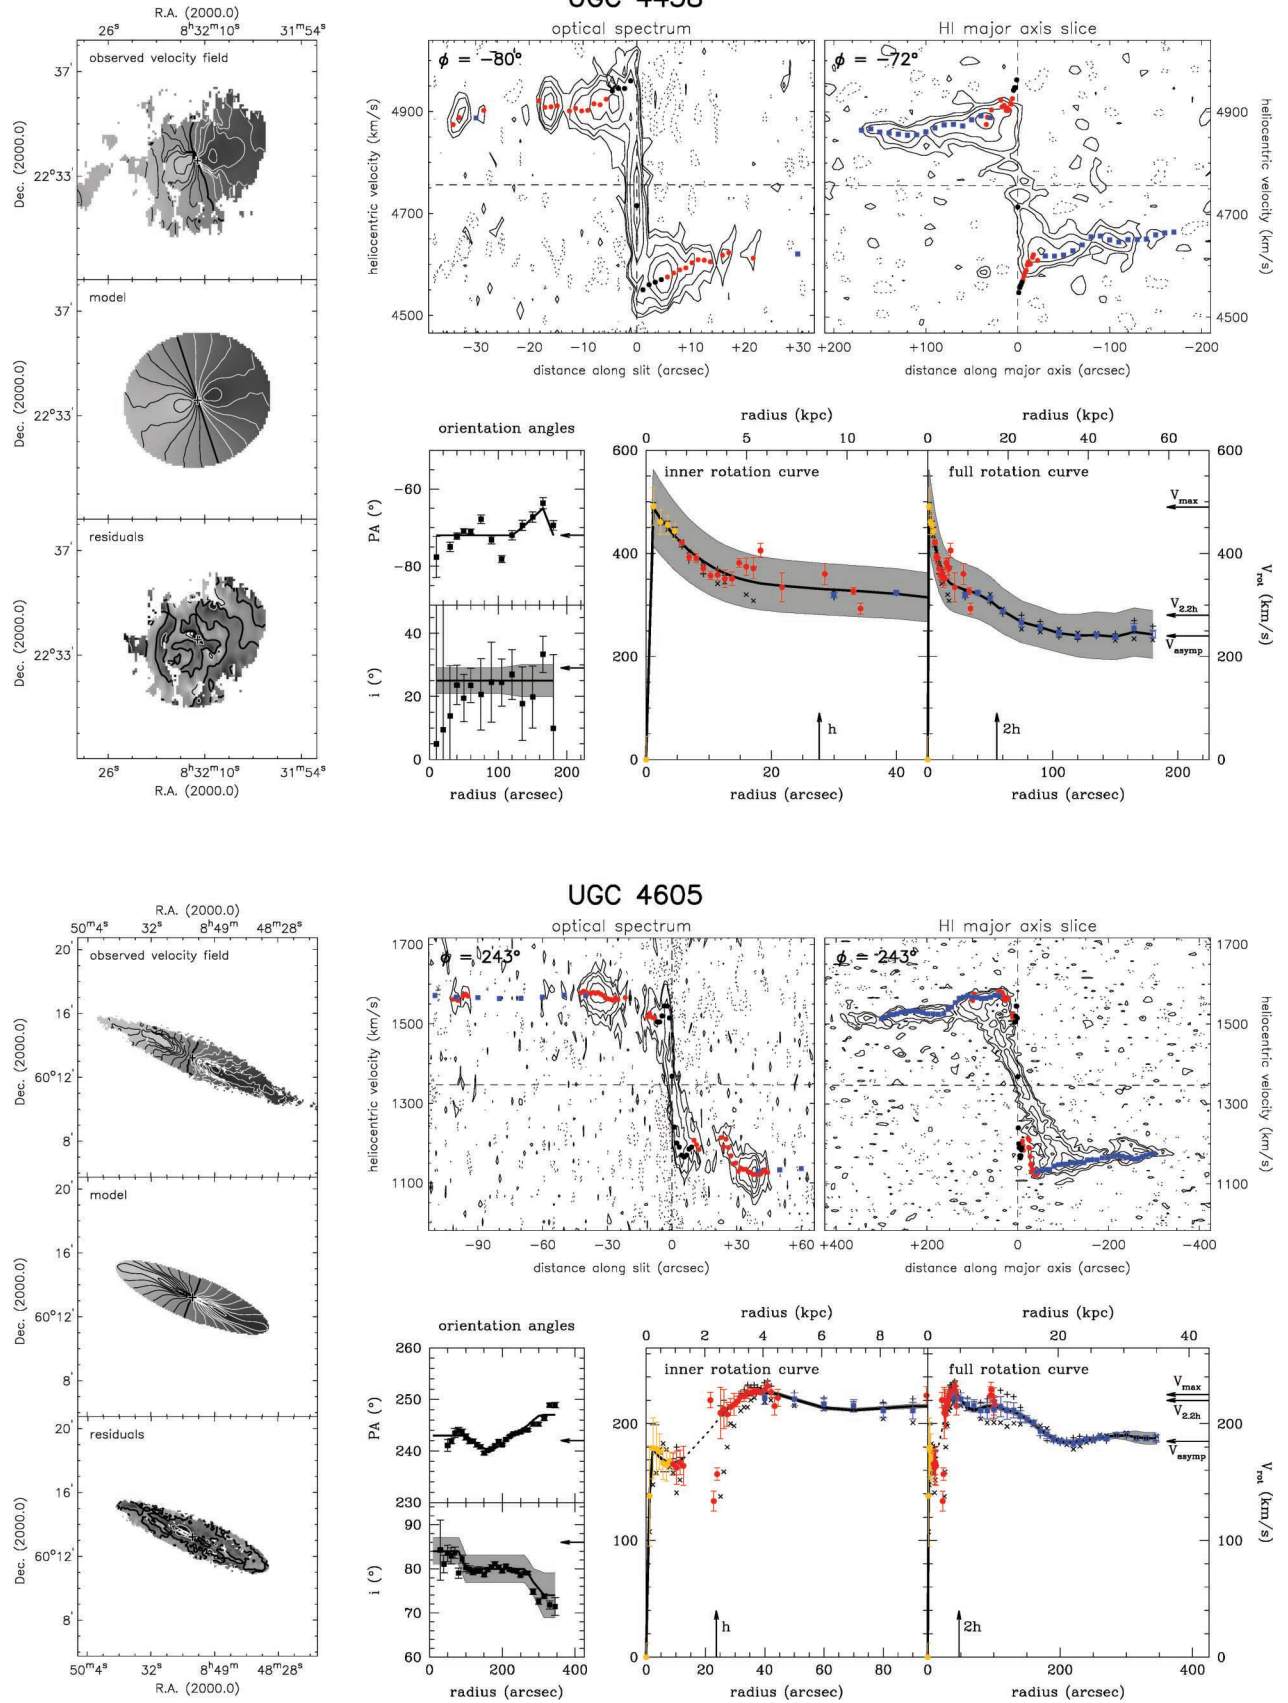 UGC 4458
R.A. (2000.0)
26ˢ 8ʰ32ᵐ10ˢ 31ᵐ54ˢ
observed velocity field
37'
22°33'
Dec. (2000.0)
model
37'
22°33'
Dec. (2000.0)
residuals
37'
22°33'
Dec. (2000.0)
26ˢ 8ʰ32ᵐ10ˢ 31ᵐ54ˢ
R.A. (2000.0)
optical spectrum
ϕ = −80°
heliocentric velocity (km/s)
4900
4700
4500
−30 −20 −10 0 +10 +20 +30
distance along slit (arcsec)
HI major axis slice
ϕ = −72°
4900
4700
4500
heliocentric velocity (km/s)
+200 +100 0 −100 −200
distance along major axis (arcsec)
orientation angles
PA (°)
−60
−80
i (°)
40
20
0
0 100 200
radius (arcsec)
radius (kpc)
0 5 10
inner rotation curve
600
400
200
0
h
0 20 40
radius (arcsec)
radius (kpc)
0 20 40 60
full rotation curve
600
400
200
0
Vmax
V2.2h
Vasymp
Vrot (km/s)
2h
0 100 200
radius (arcsec)
UGC 4605
R.A. (2000.0)
50ᵐ4ˢ 32ˢ 8ʰ49ᵐ 48ᵐ28ˢ
observed velocity field
20'
16'
60°12'
8'
Dec. (2000.0)
model
20'
16'
60°12'
8'
Dec. (2000.0)
residuals
20'
16'
60°12'
8'
Dec. (2000.0)
50ᵐ4ˢ 32ˢ 8ʰ49ᵐ 48ᵐ28ˢ
R.A. (2000.0)
optical spectrum
ϕ = 243°
heliocentric velocity (km/s)
1700
1500
1300
1100
−90 −60 −30 0 +30 +60
distance along slit (arcsec)
HI major axis slice
ϕ = 243°
1700
1500
1300
1100
heliocentric velocity (km/s)
+400 +200 0 −200 −400
distance along major axis (arcsec)
orientation angles
PA (°)
260
250
240
230
i (°)
90
80
70
60
0 200 400
radius (arcsec)
radius (kpc)
0 2 4 6 8
inner rotation curve
200
100
0
h
0 20 40 60 80
radius (arcsec)
radius (kpc)
0 20 40
full rotation curve
200
100
0
Vmax
V2.2h
Vasymp
Vrot (km/s)
2h
0 200 400
radius (arcsec)